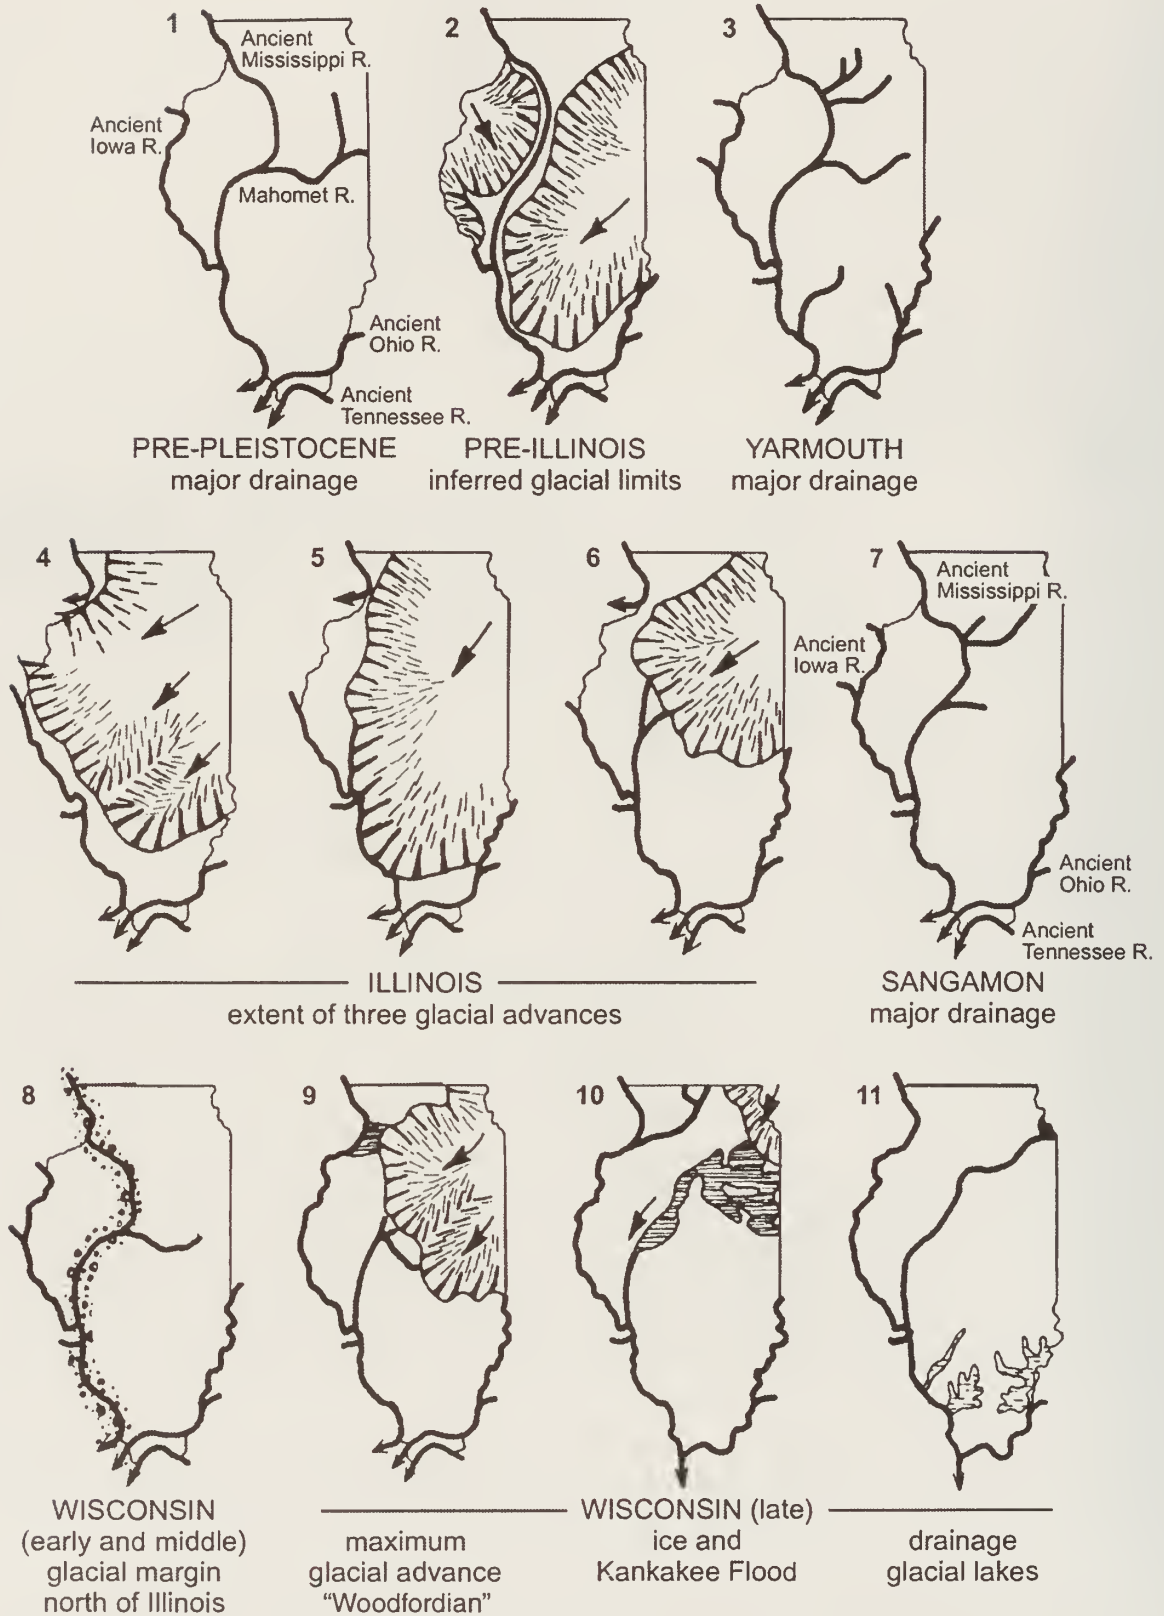 1
Ancient
Mississippi R.
Ancient
Iowa R.
Mahomet R.
Ancient
Ohio R.
Ancient
Tennessee R.
PRE-PLEISTOCENE
major drainage
2
PRE-ILLINOIS
inferred glacial limits
3
YARMOUTH
major drainage
4
5
6
ILLINOIS
extent of three glacial advances
7
Ancient
Mississippi R.
Ancient
Iowa R.
Ancient
Ohio R.
Ancient
Tennessee R.
SANGAMON
major drainage
8
WISCONSIN
(early and middle)
glacial margin
north of Illinois
9
10
11
WISCONSIN (late)
maximum
glacial advance
“Woodfordian”
ice and
Kankakee Flood
drainage
glacial lakes